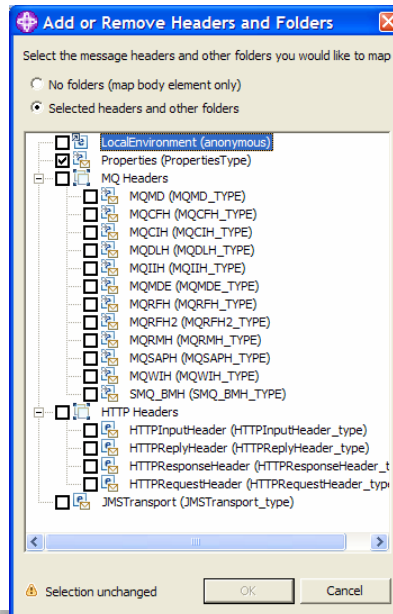 Add or Remove Headers and Folders
Select the message headers and other folders you would like to map
No folders (map body element only)
Selected headers and other folders
LocalEnvironment (anonymous)
Properties (PropertiesType)
MQ Headers
MQMD (MQMD_TYPE)
MQCFH (MQCFH_TYPE)
MQCIH (MQCIH_TYPE)
MQDLH (MQDLH_TYPE)
MQIIH (MQIIH_TYPE)
MQMDE (MQMDE_TYPE)
MQRFH (MQRFH_TYPE)
MQRFH2 (MQRFH2_TYPE)
MQRMH (MQRMH_TYPE)
MQSAPH (MQSAPH_TYPE)
MQWIH (MQWIH_TYPE)
SMQ_BMH (SMQ_BMH_TYPE)
HTTP Headers
HTTPInputHeader (HTTPInputHeader_type)
HTTPReplyHeader (HTTPReplyHeader_type)
HTTPResponseHeader (HTTPResponseHeader_t
HTTPRequestHeader (HTTPRequestHeader_typ
JMSTransport (JMSTransport_type)
Selection unchanged OK Cancel